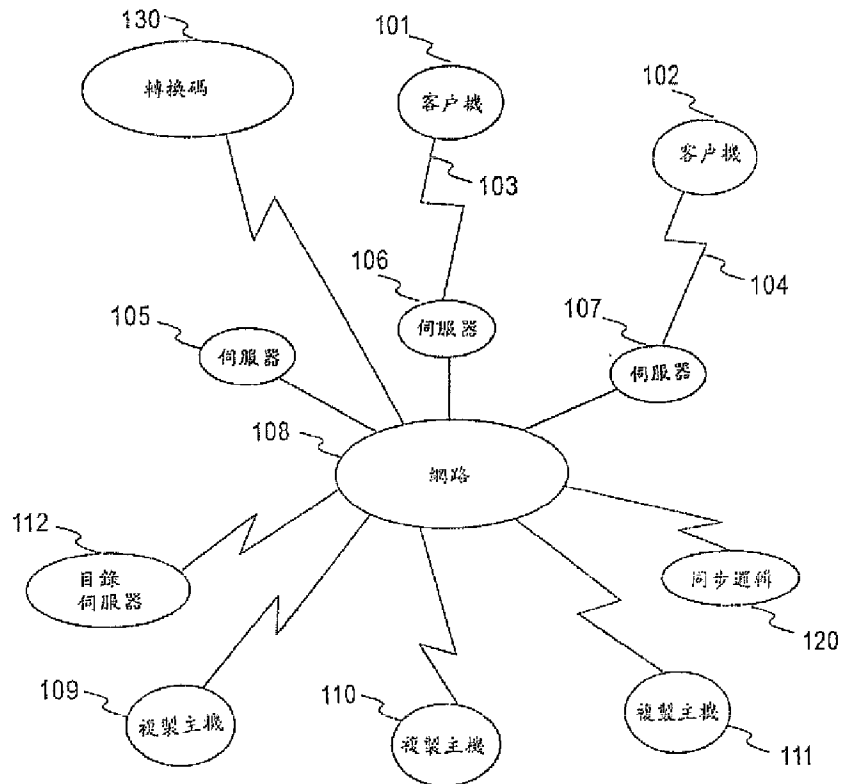 130
轉換碼
101
客户機
102
客户機
103
104
106
伺服器
105
伺服器
107
伺服器
108
網路
112
目錄
伺服器
同步邏輯
120
109
複製主機
110
複製主機
複製主機
111